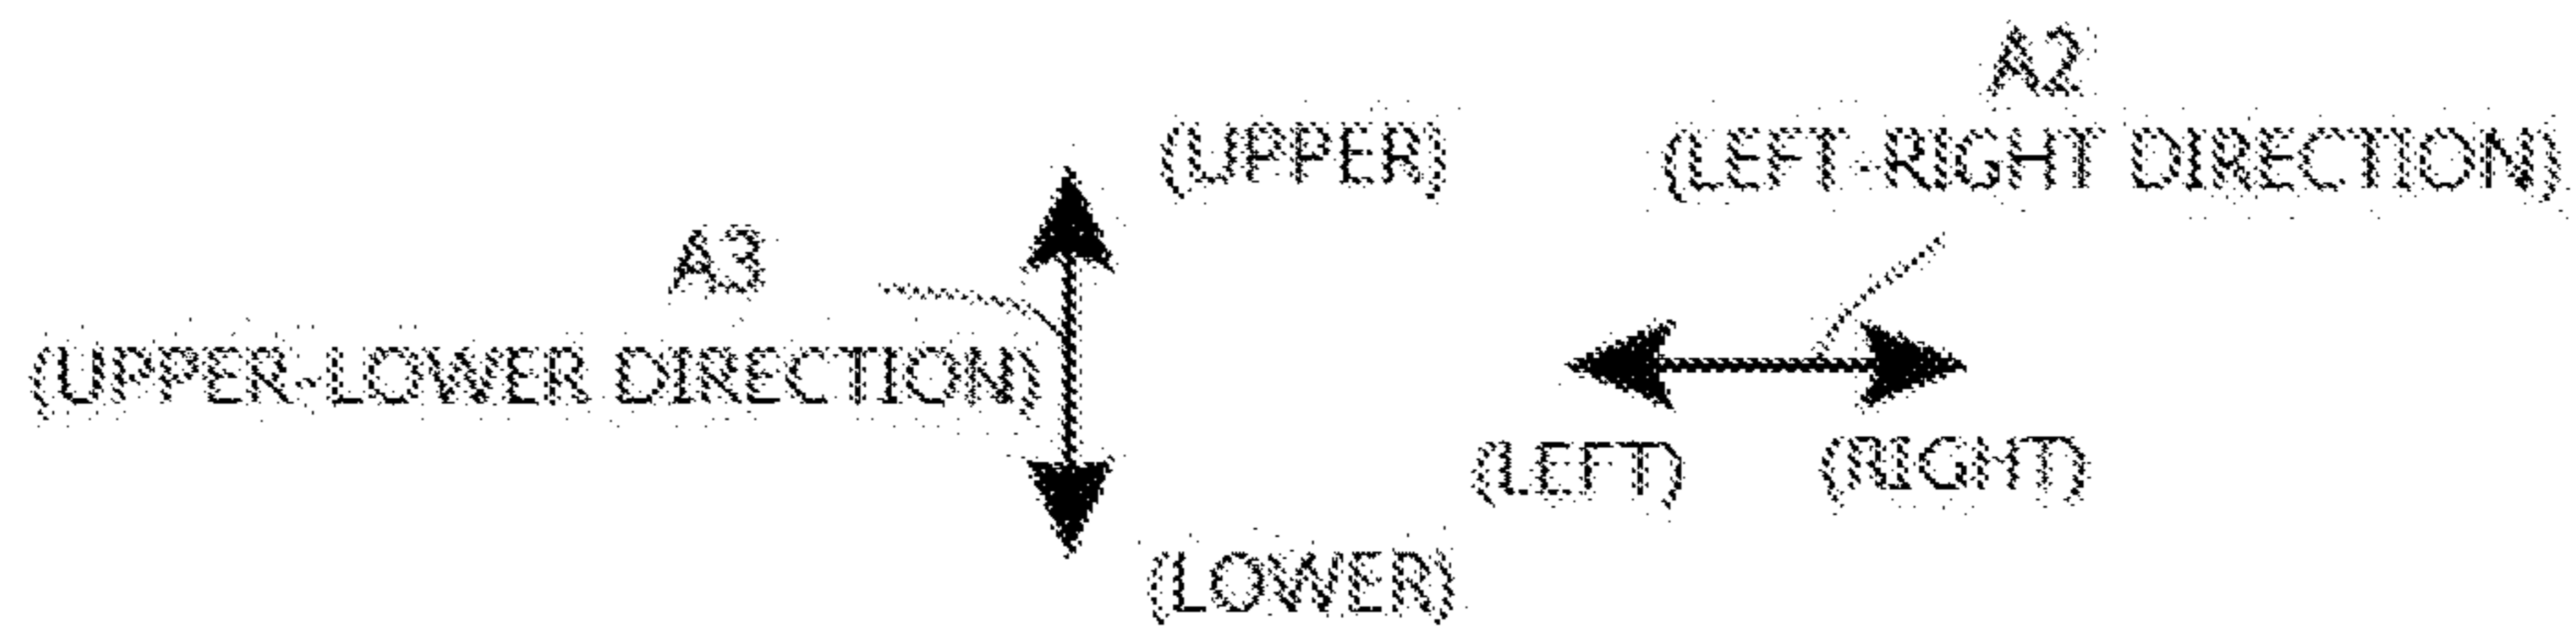 A3
(UPPER-LOWER DIRECTION)
(UPPER)
(LOWER)
A2
(LEFT-RIGHT DIRECTION)
(LEFT) (RIGHT)